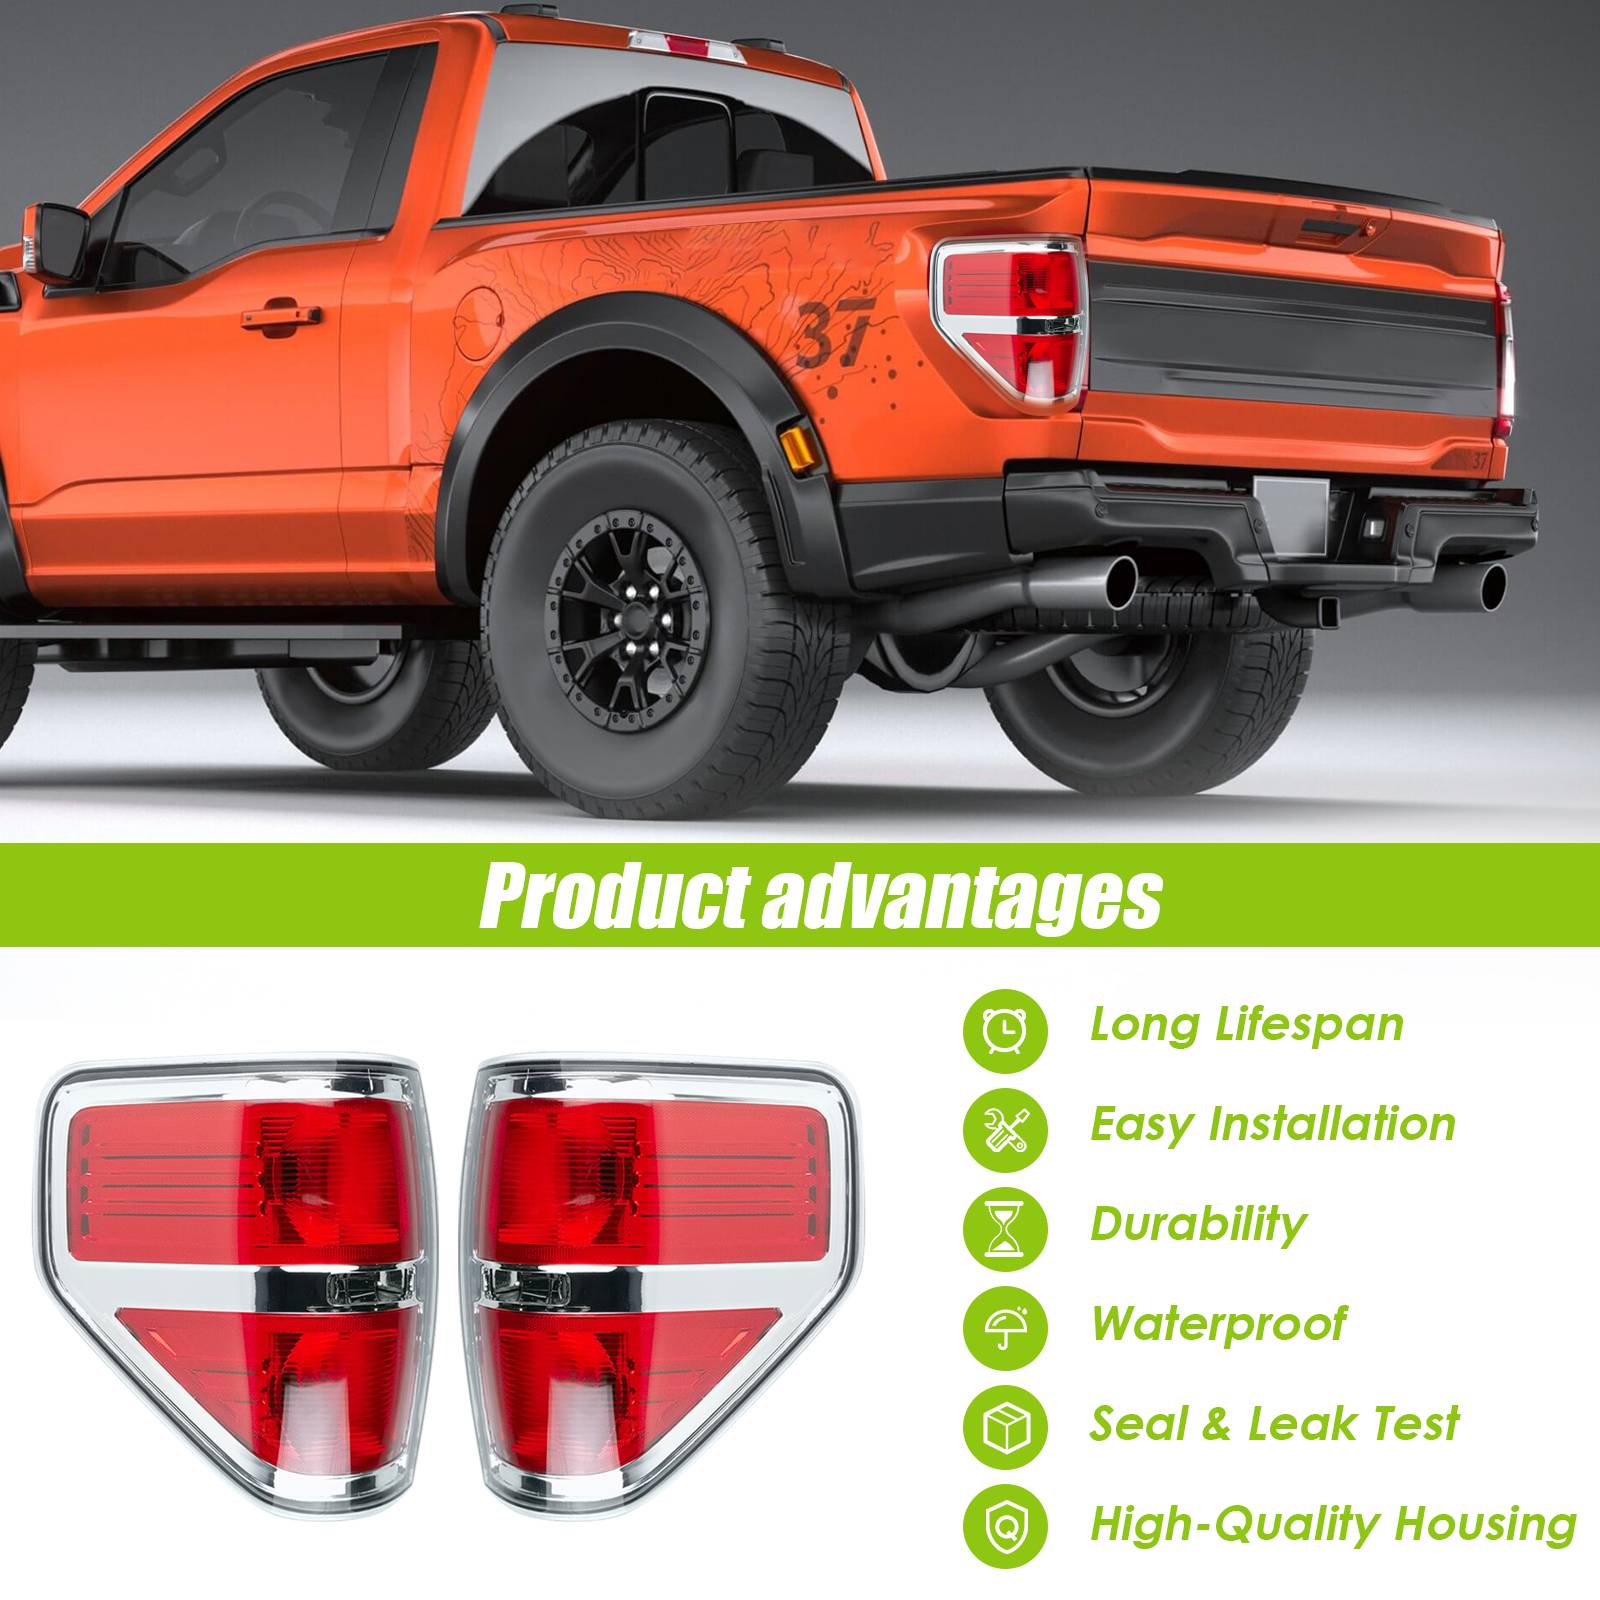 37
37
Product advantages
Long Lifespan
Easy Installation
Durability
Waterproof
Seal & Leak Test
Q
High-Quality Housing